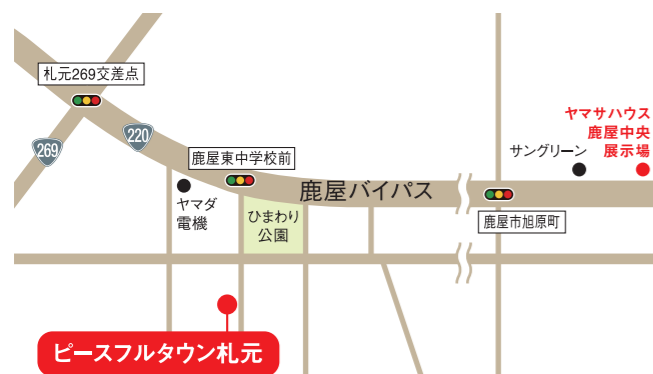 札元269交差点
269
220
鹿屋東中学校前
ヤマダ
電機
ひまわり
公園
鹿屋バイパス
サングリーン
ヤマサハウス
鹿屋中央
展示場
鹿屋市旭原町
ピースフルタウン札元